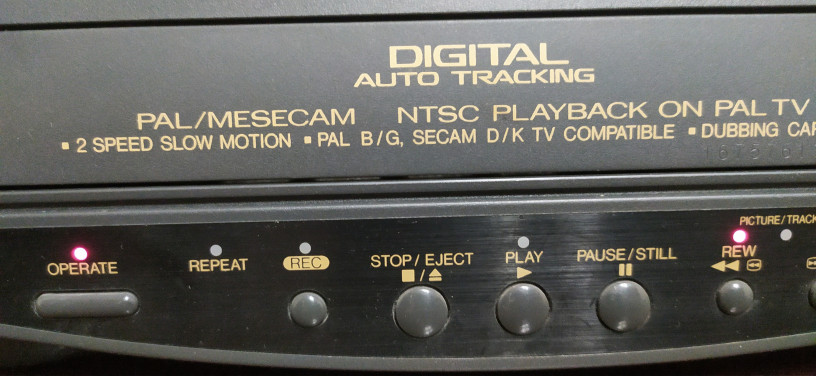 DIGITAL
AUTO TRACKING
PAL/MESECAM NTSC PLAYBACK ON PAL TV
▪ 2 SPEED SLOW MOTION ▪ PAL B/G, SECAM D/K TV COMPATIBLE ▪ DUBBING
PICTURE/TRACK
OPERATE REPEAT REC STOP/EJECT PLAY PAUSE/STILL REW